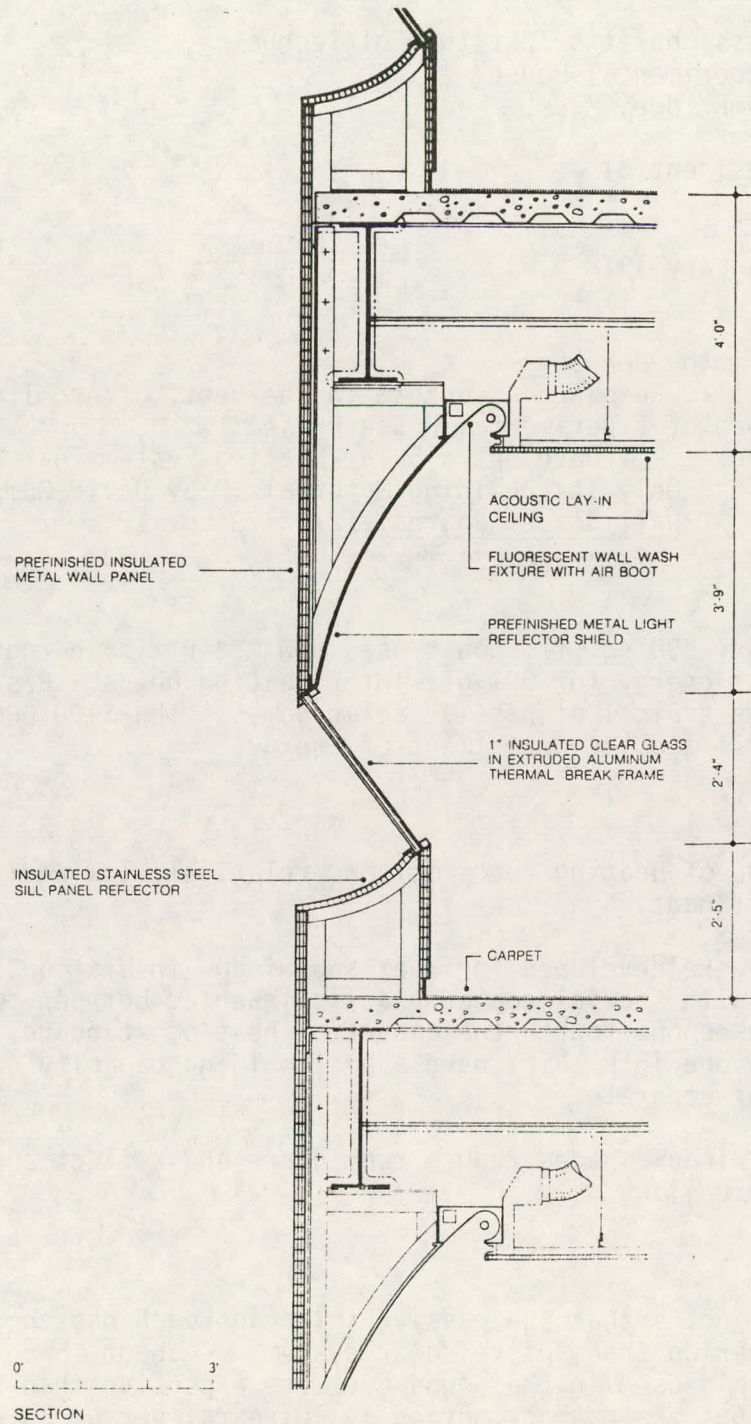 4'-0"
ACOUSTIC LAY-IN
CEILING
PREFINISHED INSULATED
METAL WALL PANEL
FLUORESCENT WALL WASH
FIXTURE WITH AIR BOOT
3'-9"
PREFINISHED METAL LIGHT
REFLECTOR SHIELD
1" INSULATED CLEAR GLASS
IN EXTRUDED ALUMINUM
THERMAL BREAK FRAME
2'-4"
INSULATED STAINLESS STEEL
SILL PANEL REFLECTOR
2'-5"
CARPET
0' 3'
SECTION